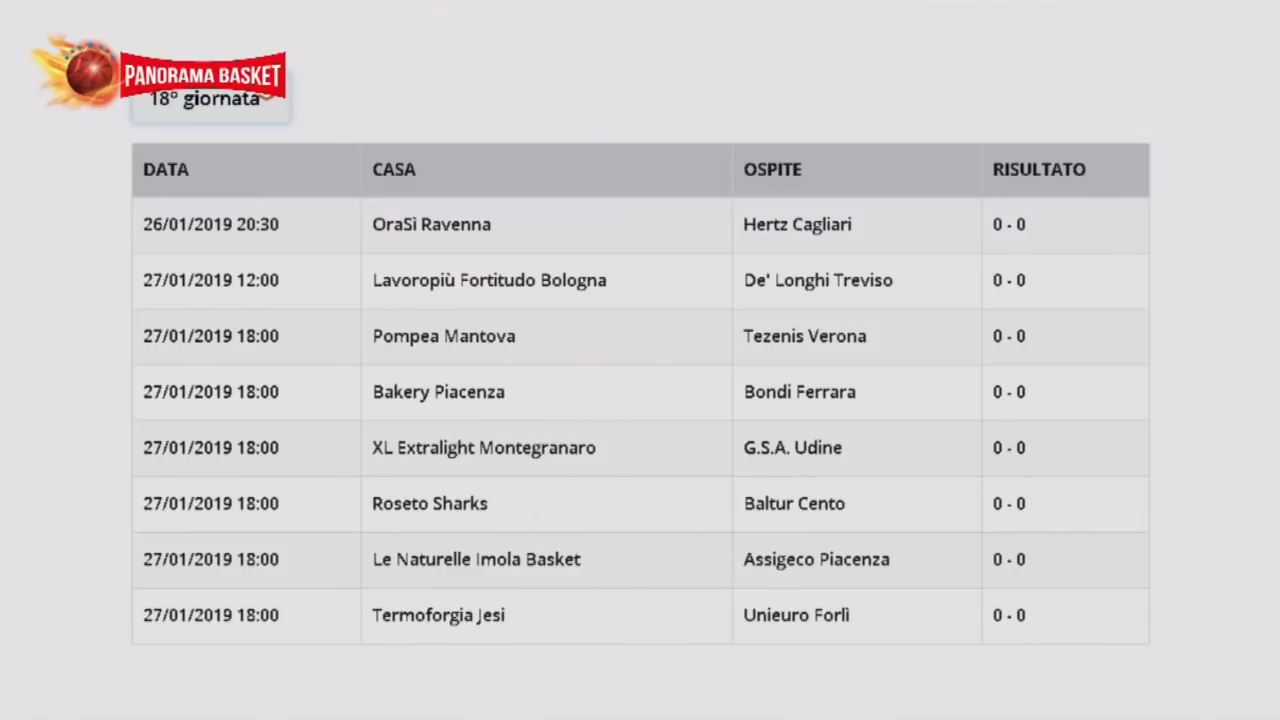 PANORAMA BASKET
18° giornata
DATA CASA OSPITE RISULTATO
26/01/2019 20:30 OraSì Ravenna Hertz Cagliari 0 - 0
27/01/2019 12:00 Lavoropiù Fortitudo Bologna De' Longhi Treviso 0 - 0
27/01/2019 18:00 Pompea Mantova Tezenis Verona 0 - 0
27/01/2019 18:00 Bakery Piacenza Bondi Ferrara 0 - 0
27/01/2019 18:00 XL Extralight Montegranaro G.S.A. Udine 0 - 0
27/01/2019 18:00 Roseto Sharks Baltur Cento 0 - 0
27/01/2019 18:00 Le Naturelle Imola Basket Assigeco Piacenza 0 - 0
27/01/2019 18:00 Termoforgia Jesi Unieuro Forlì 0 - 0